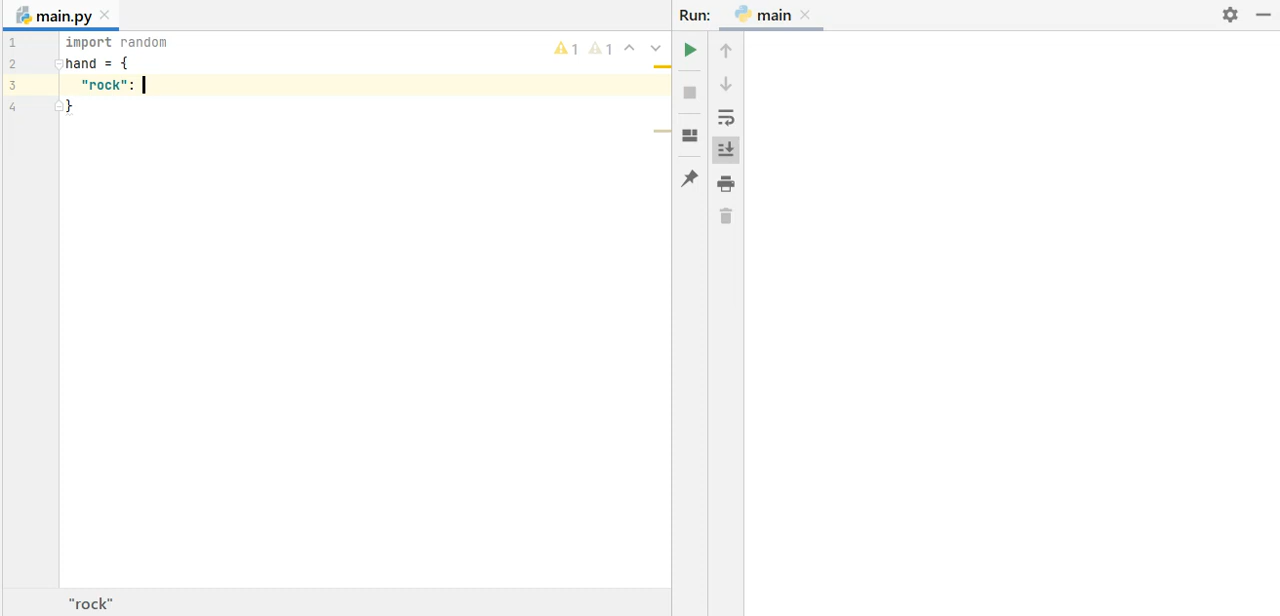 main.py
Run: main
1 import random
1 1
2 hand = {
3 "rock":
4 }
"rock"